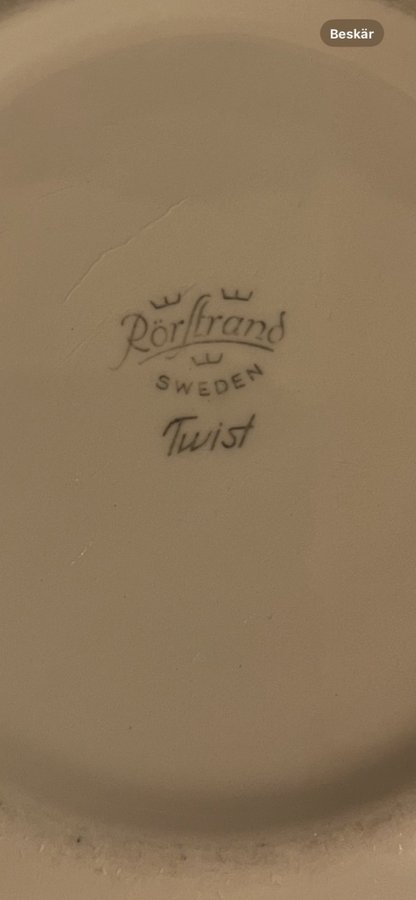 Beskär
Rörstrand
SWEDEN
Twist